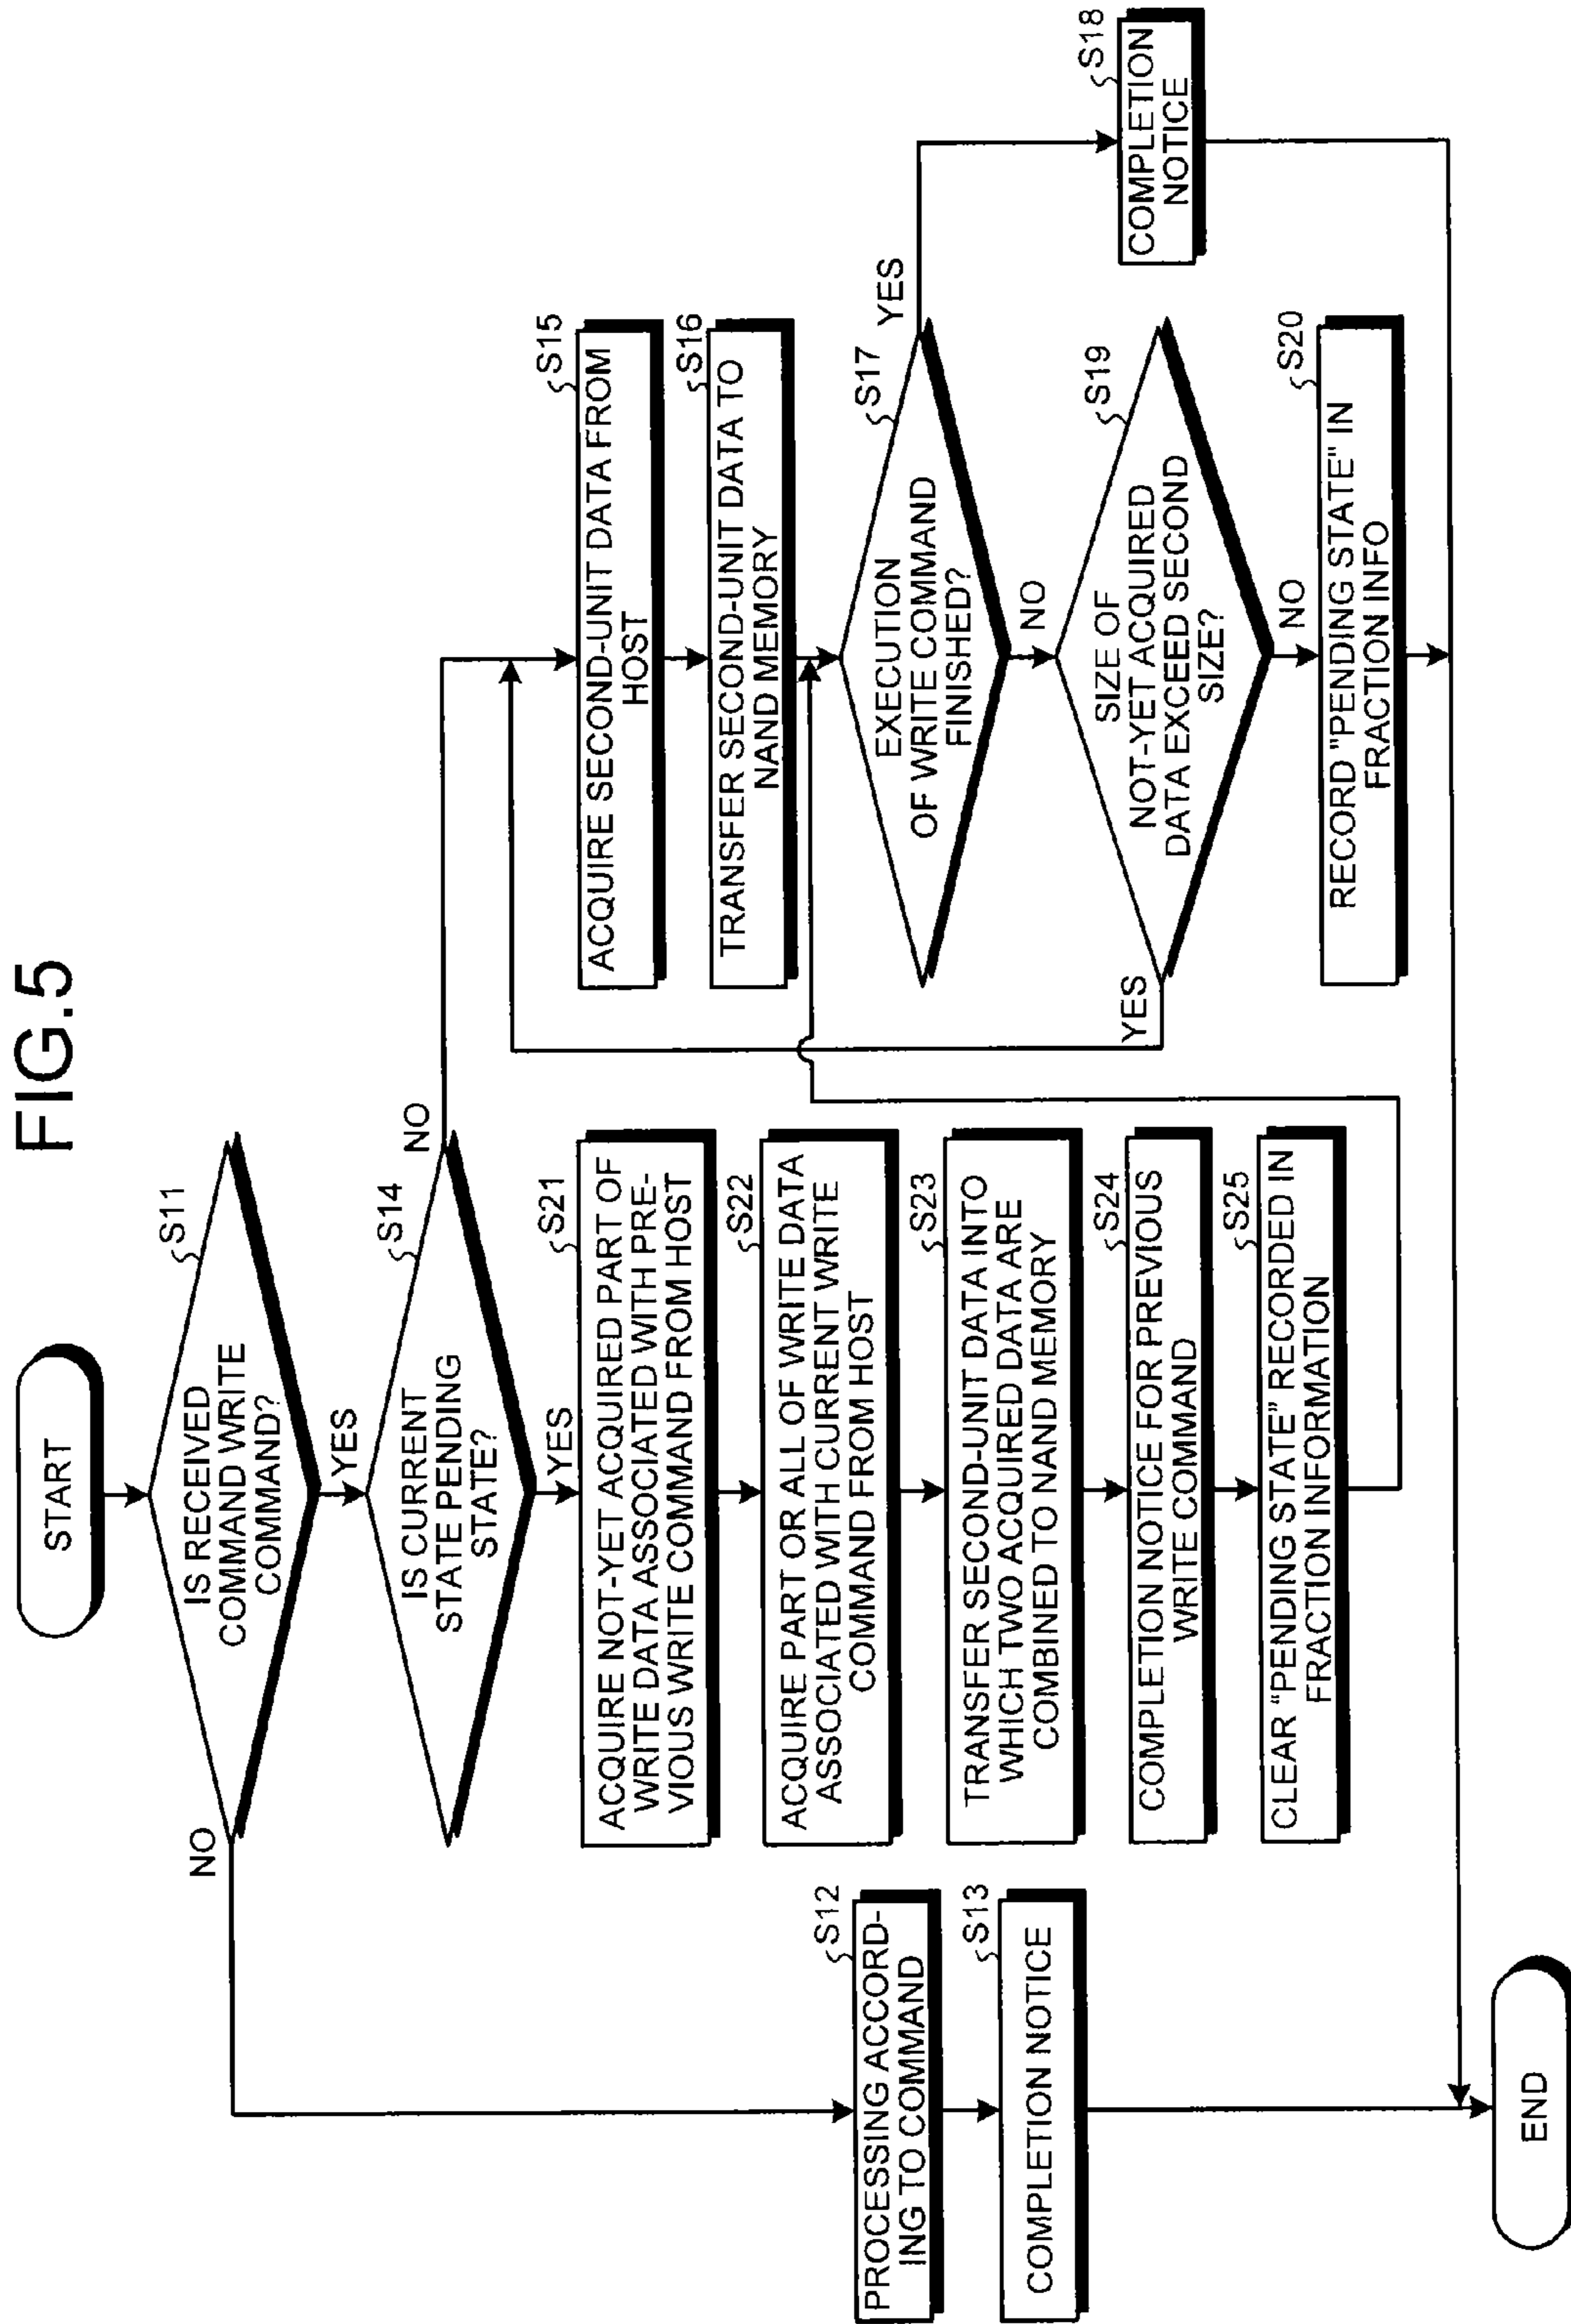 FIG.5
START
S11
IS RECEIVED
COMMAND WRITE
COMMAND?
NO
YES
S12
PROCESSING ACCORD-
ING TO COMMAND
S13
COMPLETION NOTICE
S14
IS CURRENT
STATE PENDING
STATE?
NO
YES
S21
ACQUIRE NOT-YET ACQUIRED PART OF
WRITE DATA ASSOCIATED WITH PRE-
VIOUS WRITE COMMAND FROM HOST
S22
ACQUIRE PART OR ALL OF WRITE DATA
ASSOCIATED WITH CURRENT WRITE
COMMAND FROM HOST
S23
TRANSFER SECOND-UNIT DATA INTO
WHICH TWO ACQUIRED DATA ARE
COMBINED TO NAND MEMORY
S24
COMPLETION NOTICE FOR PREVIOUS
WRITE COMMAND
S25
CLEAR "PENDING STATE" RECORDED IN
FRACTION INFORMATION
S15
ACQUIRE SECOND-UNIT DATA FROM
HOST
S16
TRANSFER SECOND-UNIT DATA TO
NAND MEMORY
S17
EXECUTION
OF WRITE COMMAND
FINISHED?
YES
NO
S18
COMPLETION
NOTICE
S19
SIZE OF
NOT-YET ACQUIRED
DATA EXCEED SECOND
SIZE?
YES
NO
S20
RECORD "PENDING STATE" IN
FRACTION INFO
END